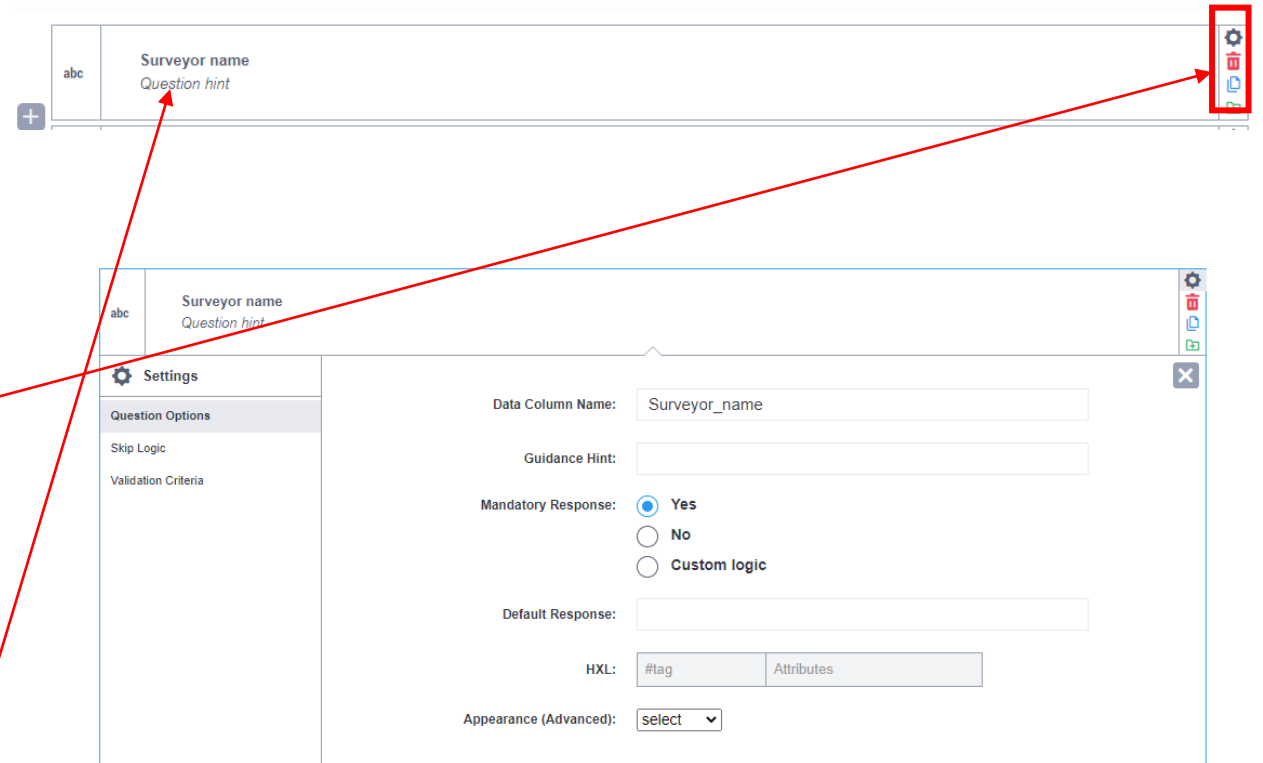 abc
Surveyor name
Question hint
abc
Surveyor name
Question hint
Settings
Question Options
Skip Logic
Validation Criteria
Data Column Name: Surveyor_name
Guidance Hint:
Mandatory Response: Yes
No
Custom logic
Default Response:
HXL: #tag Attributes
Appearance (Advanced): select